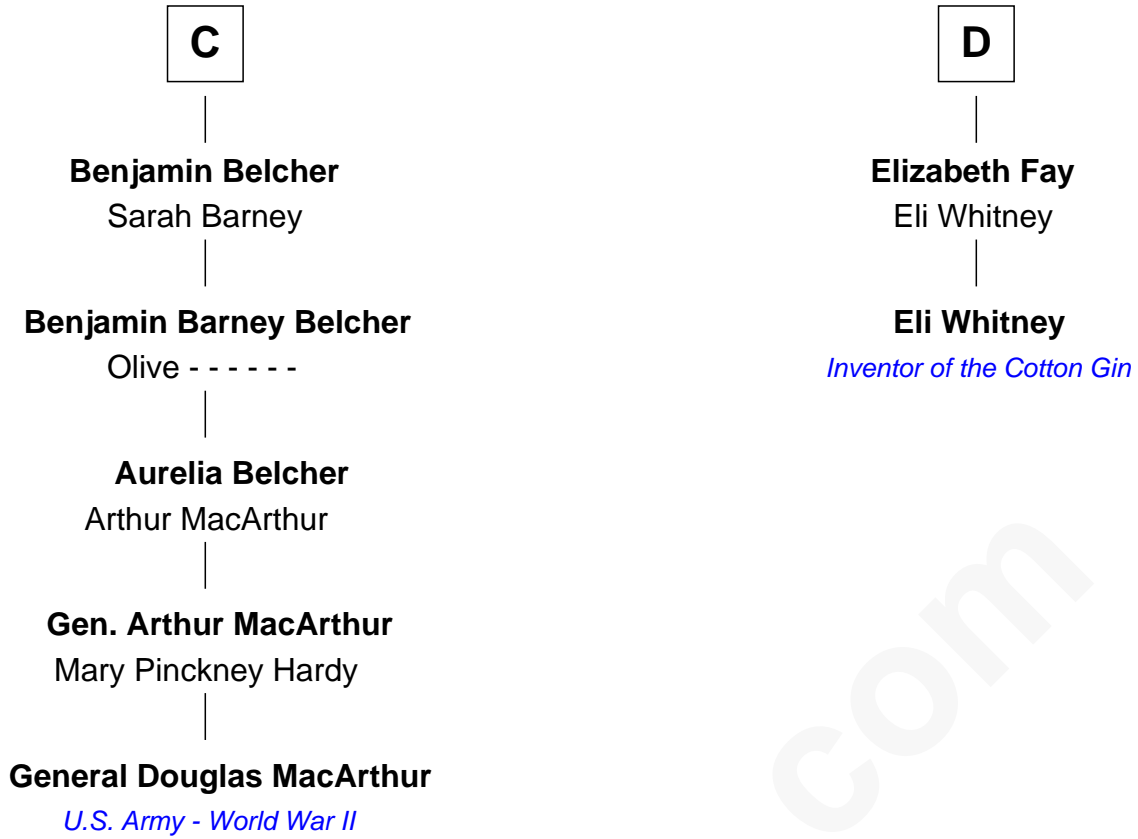 C
Benjamin Belcher
Sarah Barney
Benjamin Barney Belcher
Olive - - - - - -
Aurelia Belcher
Arthur MacArthur
Gen. Arthur MacArthur
Mary Pinckney Hardy
General Douglas MacArthur
U.S. Army - World War II
D
Elizabeth Fay
Eli Whitney
Eli Whitney
Inventor of the Cotton Gin
com